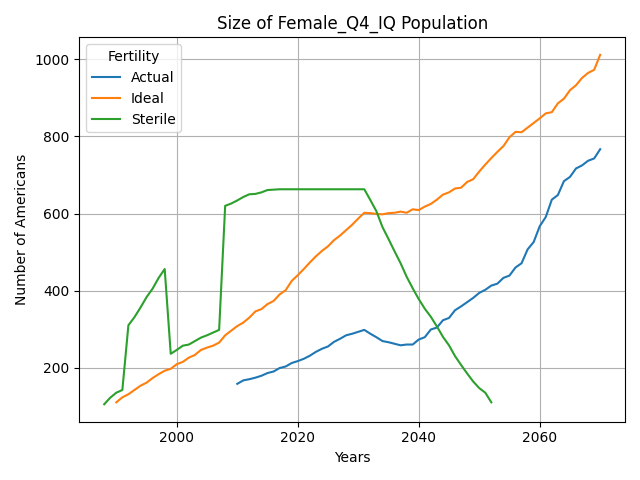 Size of Female_Q4_IQ Population
Fertility
Actual
Ideal
Sterile
Number of Americans
1000
800
600
400
200
2000
2020
2040
2060
Years